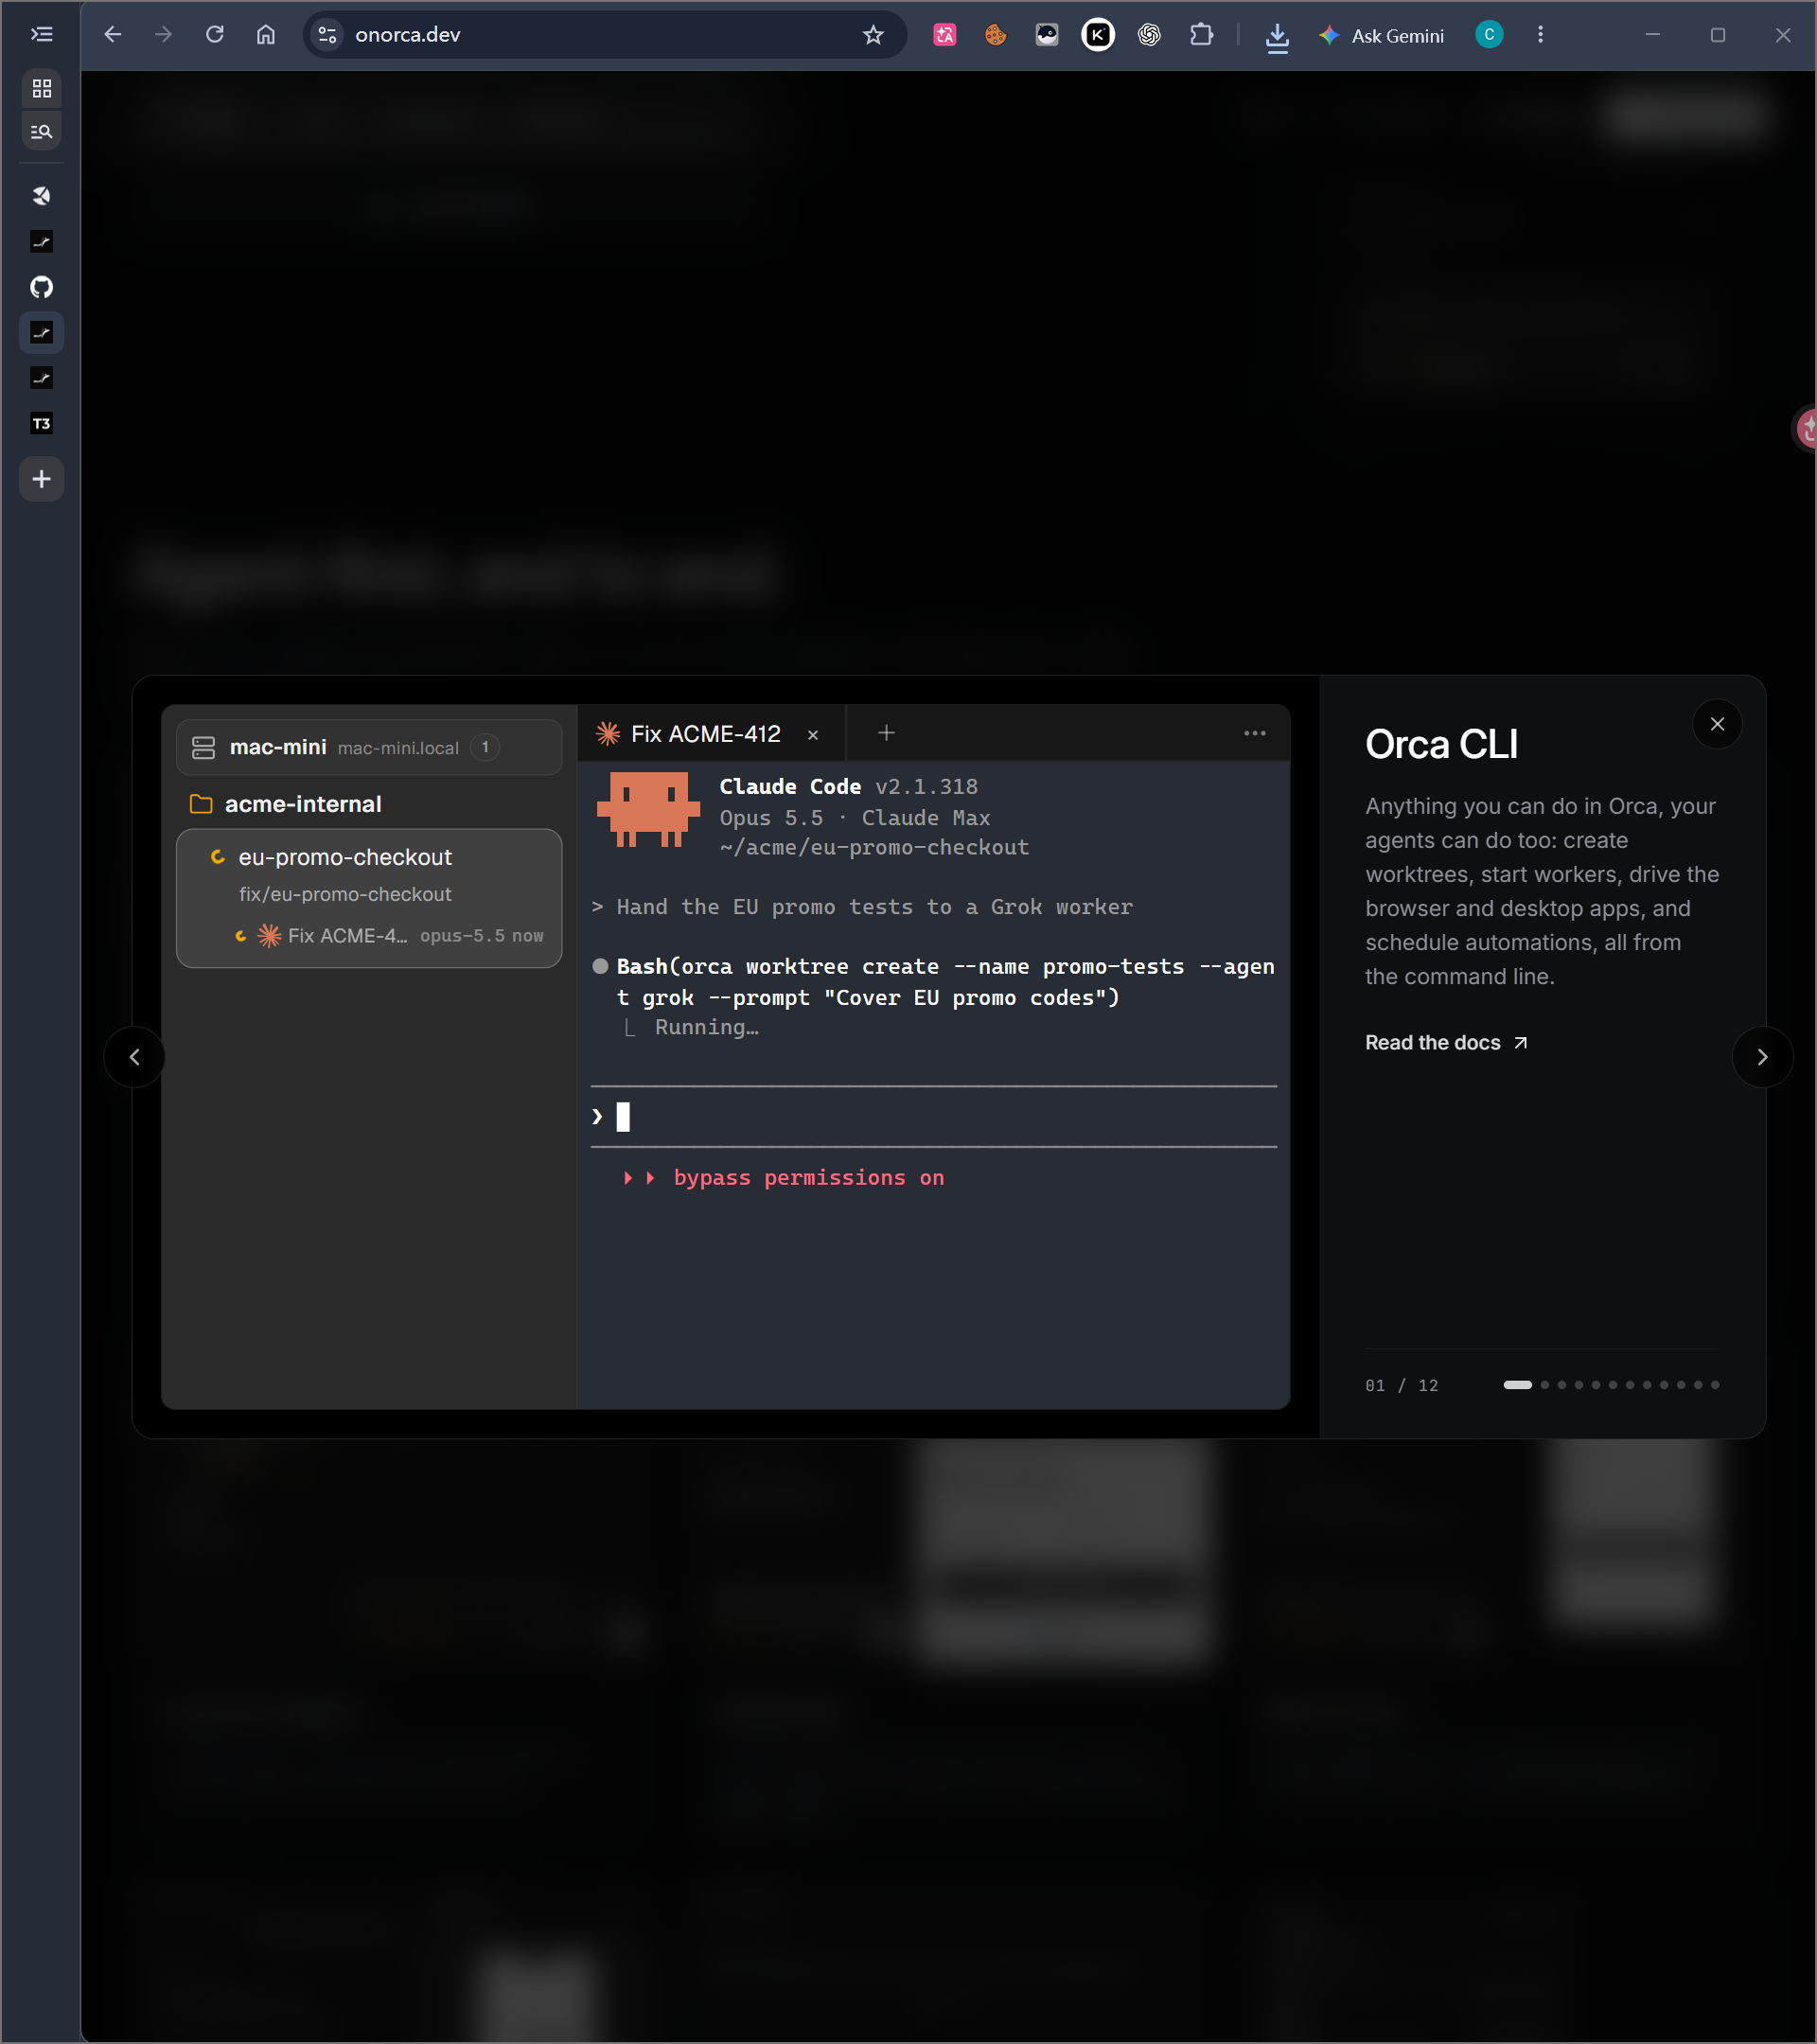 onorca.dev
Ask Gemini
C
T3
mac-mini mac-mini.local 1
acme-internal
eu-promo-checkout
fix/eu-promo-checkout
Fix ACME-4… opus-5.5 now
Fix ACME-412
Claude Code v2.1.318
Opus 5.5 · Claude Max
~/acme/eu-promo-checkout
> Hand the EU promo tests to a Grok worker
Bash(orca worktree create --name promo-tests --agen
t grok --prompt "Cover EU promo codes")
Running…
❯
bypass permissions on
Orca CLI
Anything you can do in Orca, your
agents can do too: create
worktrees, start workers, drive the
browser and desktop apps, and
schedule automations, all from
the command line.
Read the docs ↗
01 / 12